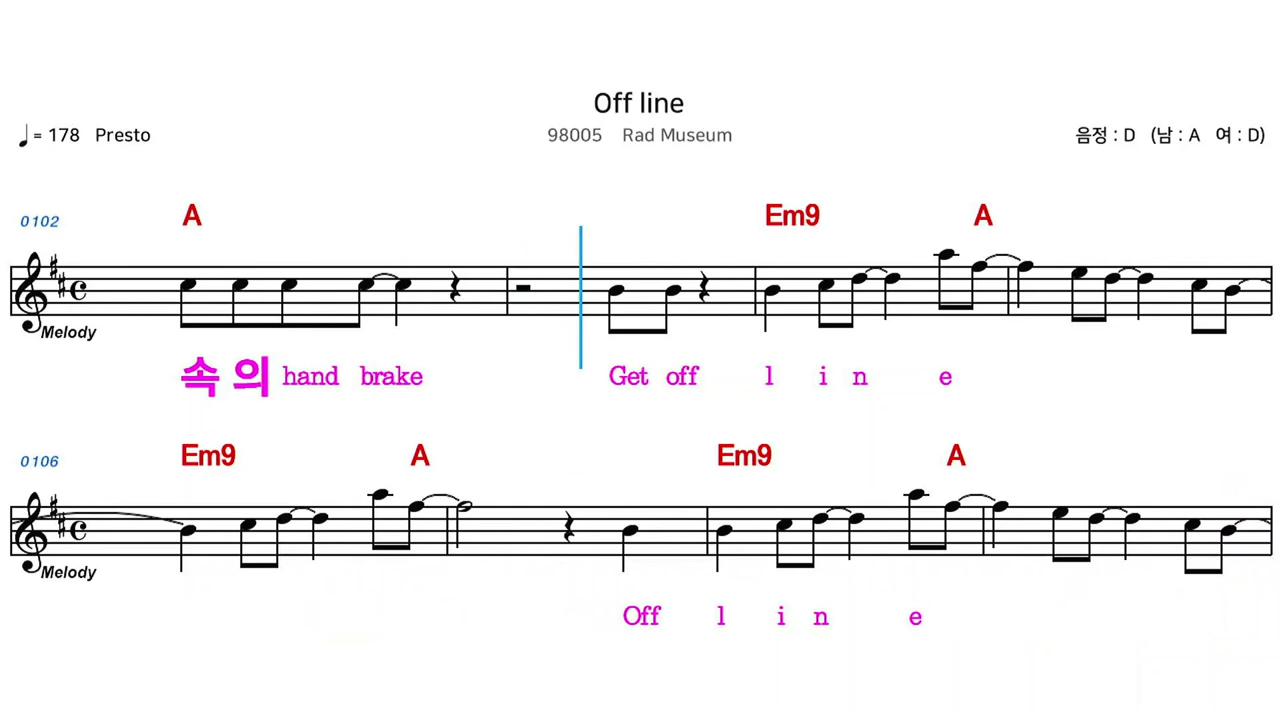 Off line
♩ = 178 Presto
98005 Rad Museum
음정 : D (남 : A 여 : D)
0102
A Em9 A
Melody
속 의 hand brake Get off l i n e
0106
Em9 A Em9 A
Melody
Off l i n e